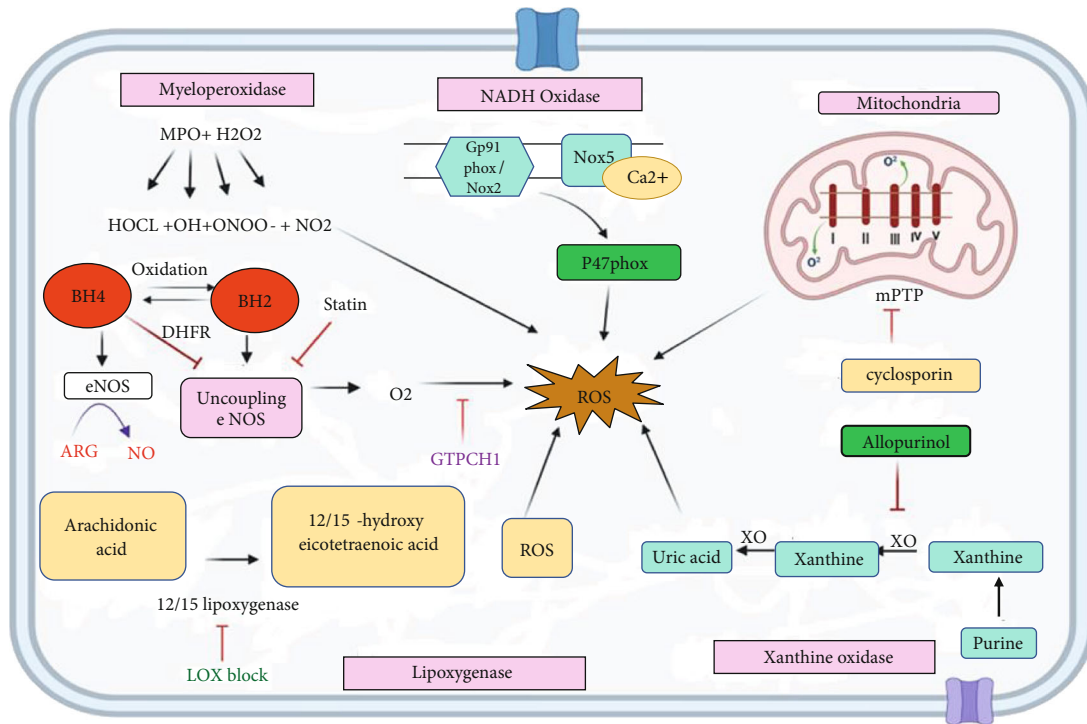 Myeloperoxidase
MPO+ H2O2
HOCL +OH+ONOO- + NO2
NADH Oxidase
Gp91
phox/
Nox2
Nox5
Ca2+
P47phox
Mitochondria
O²
O²
I II III IV V
mPTP
cyclosporin
Oxidation
BH4
BH2
DHFR
Statin
eNOS
Uncoupling
e NOS
O2
ROS
ARG
NO
GTPCH1
Allopurinol
Arachidonic
acid
12/15 -hydroxy
eicotetraenoic acid
12/15 lipoxygenase
LOX block
Lipoxygenase
ROS
Uric acid
XO
Xanthine
XO
Xanthine
Purine
Xanthine oxidase